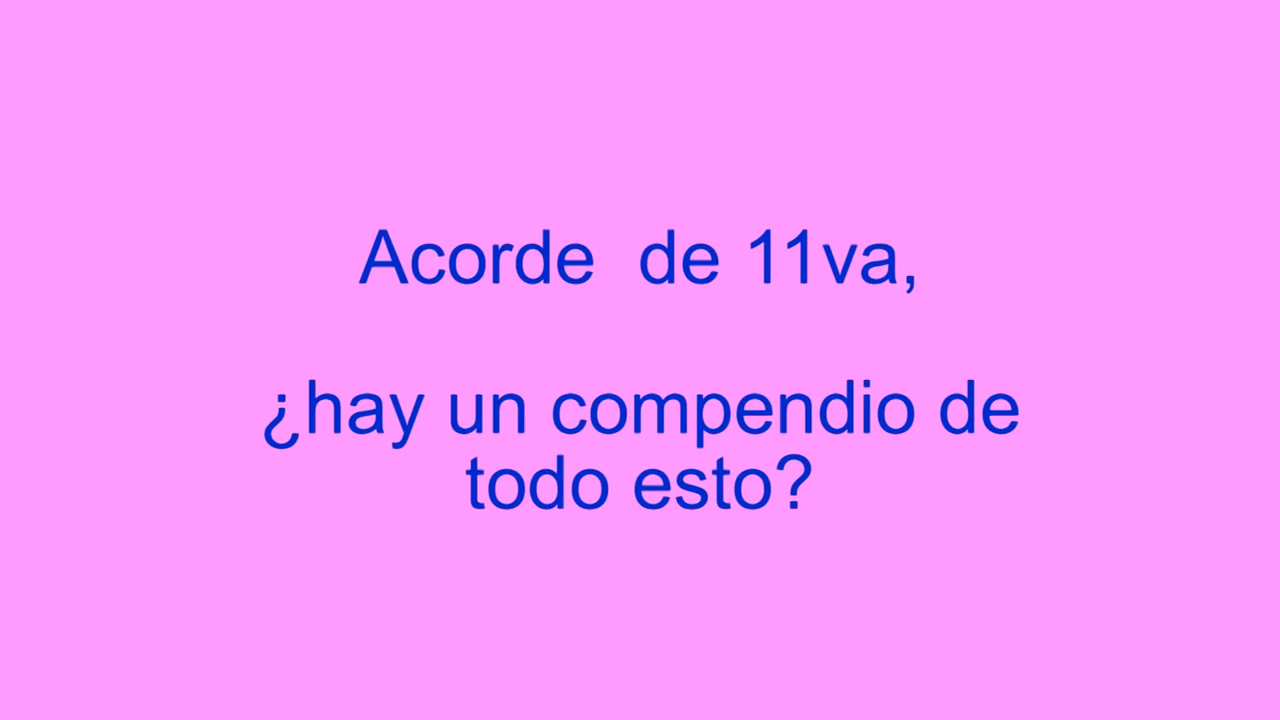 Acorde  de 11va,
¿hay un compendio de
todo esto?